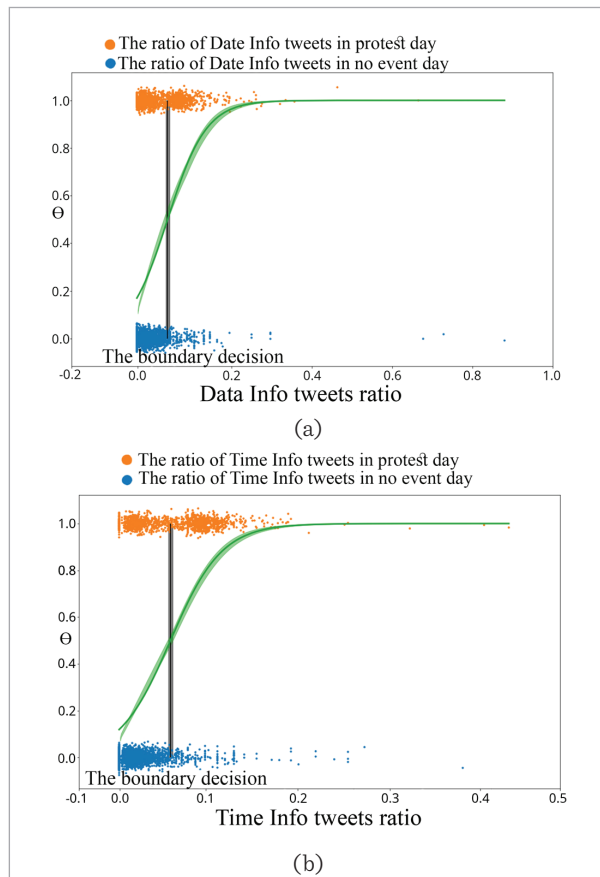 The ratio of Date Info tweets in protest day
The ratio of Date Info tweets in no event day
1.0
0.8
0.6
Θ
0.4
0.2
0.0
The boundary decision
-0.2 0.0 0.2 0.4 0.6 0.8 1.0
Data Info tweets ratio
(a)
The ratio of Time Info tweets in protest day
The ratio of Time Info tweets in no event day
1.0
0.8
0.6
Θ
0.4
0.2
0.0
The boundary decision
-0.1 0.0 0.1 0.2 0.3 0.4 0.5
Time Info tweets ratio
(b)